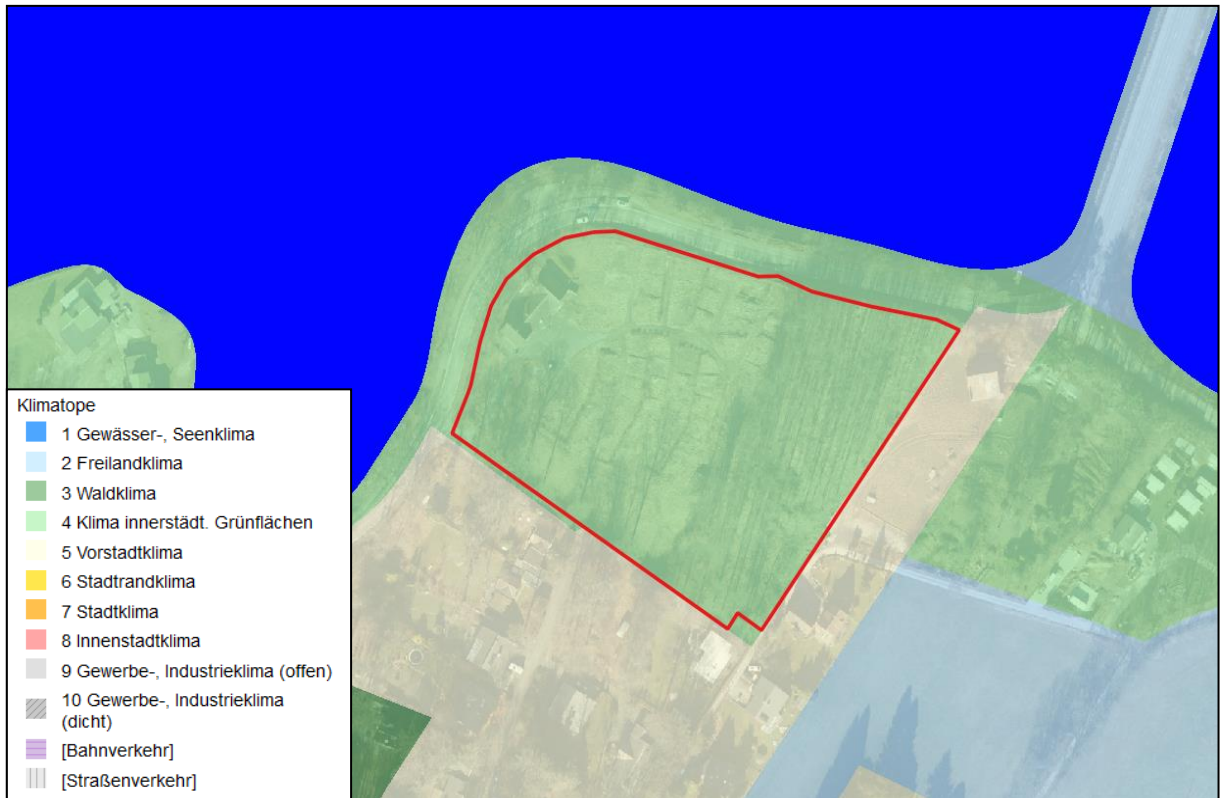 Klimatope
1 Gewässer-, Seenklima
2 Freilandklima
3 Waldklima
4 Klima innerstädt. Grünflächen
5 Vorstadtklima
6 Stadtrandklima
7 Stadtklima
8 Innenstadtklima
9 Gewerbe-, Industrieklima (offen)
10 Gewerbe-, Industrieklima
(dicht)
[Bahnverkehr]
[Straßenverkehr]